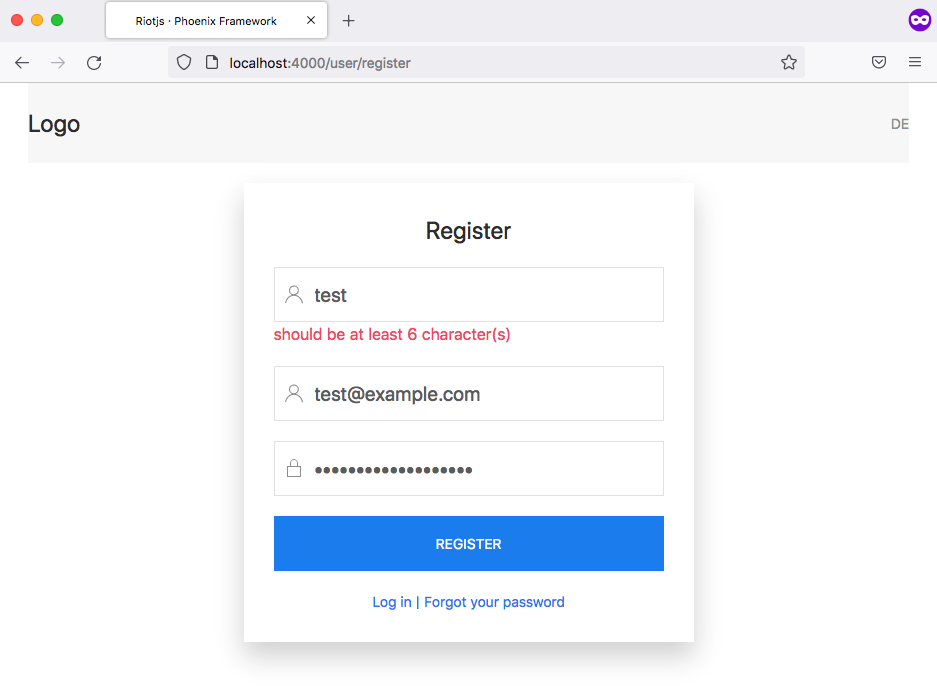 Riotjs · Phoenix Framework
localhost:4000/user/register
Logo
DE
Register
test
should be at least 6 character(s)
test@example.com
•••••••••••••••••••
REGISTER
Log in | Forgot your password